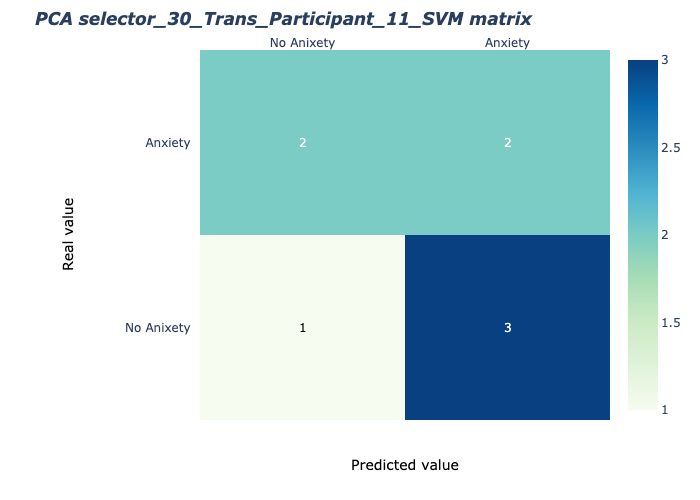 PCA selector_30_Trans_Participant_11_SVM matrix
No Anixety
Anxiety
3
Anxiety
2
2
2.5
Real value
2
No Anixety
1
3
1.5
1
Predicted value